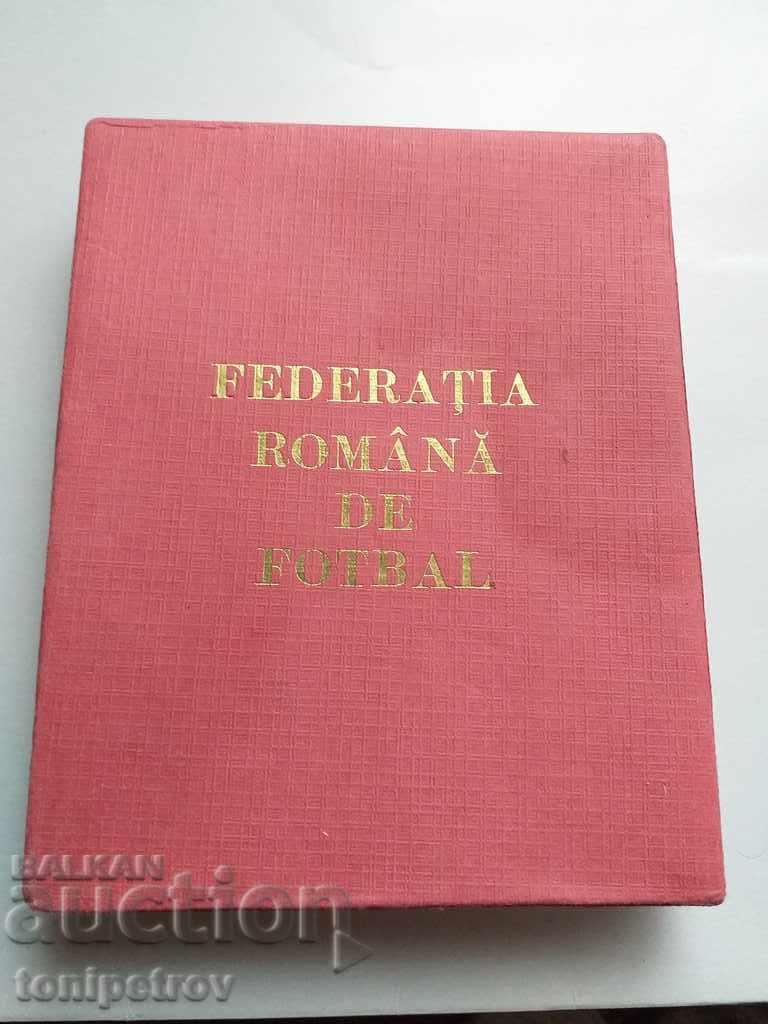 FEDERAȚIA
ROMÂNĂ
DE
FOTBAL
BALKAN
auction
tonipetrov